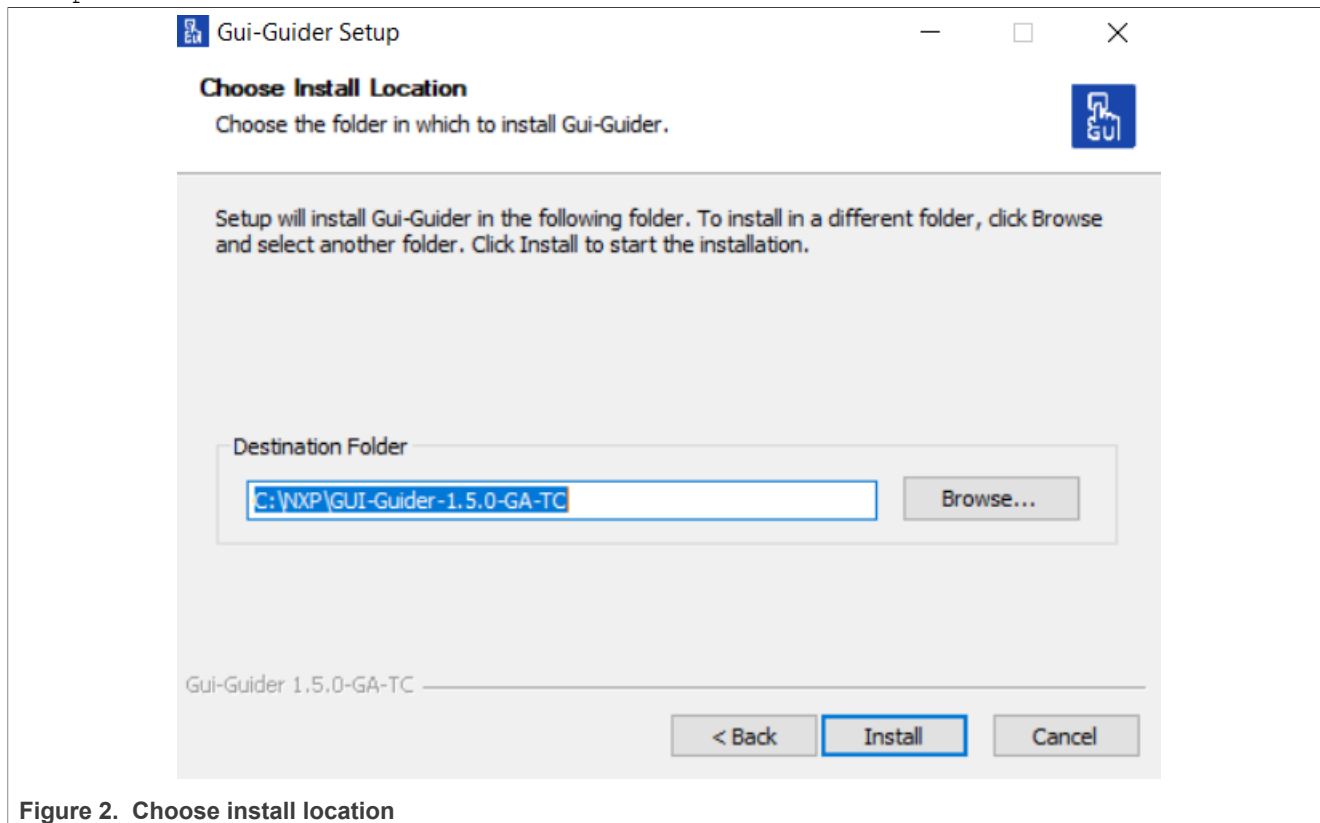 Gui-Guider Setup
Choose Install Location
Choose the folder in which to install Gui-Guider.
GUI
Setup will install Gui-Guider in the following folder. To install in a different folder, click Browse
and select another folder. Click Install to start the installation.
Destination Folder
C:\NXP\GUI-Guider-1.5.0-GA-TC
Browse...
Gui-Guider 1.5.0-GA-TC
< Back
Install
Cancel
Figure 2. Choose install location